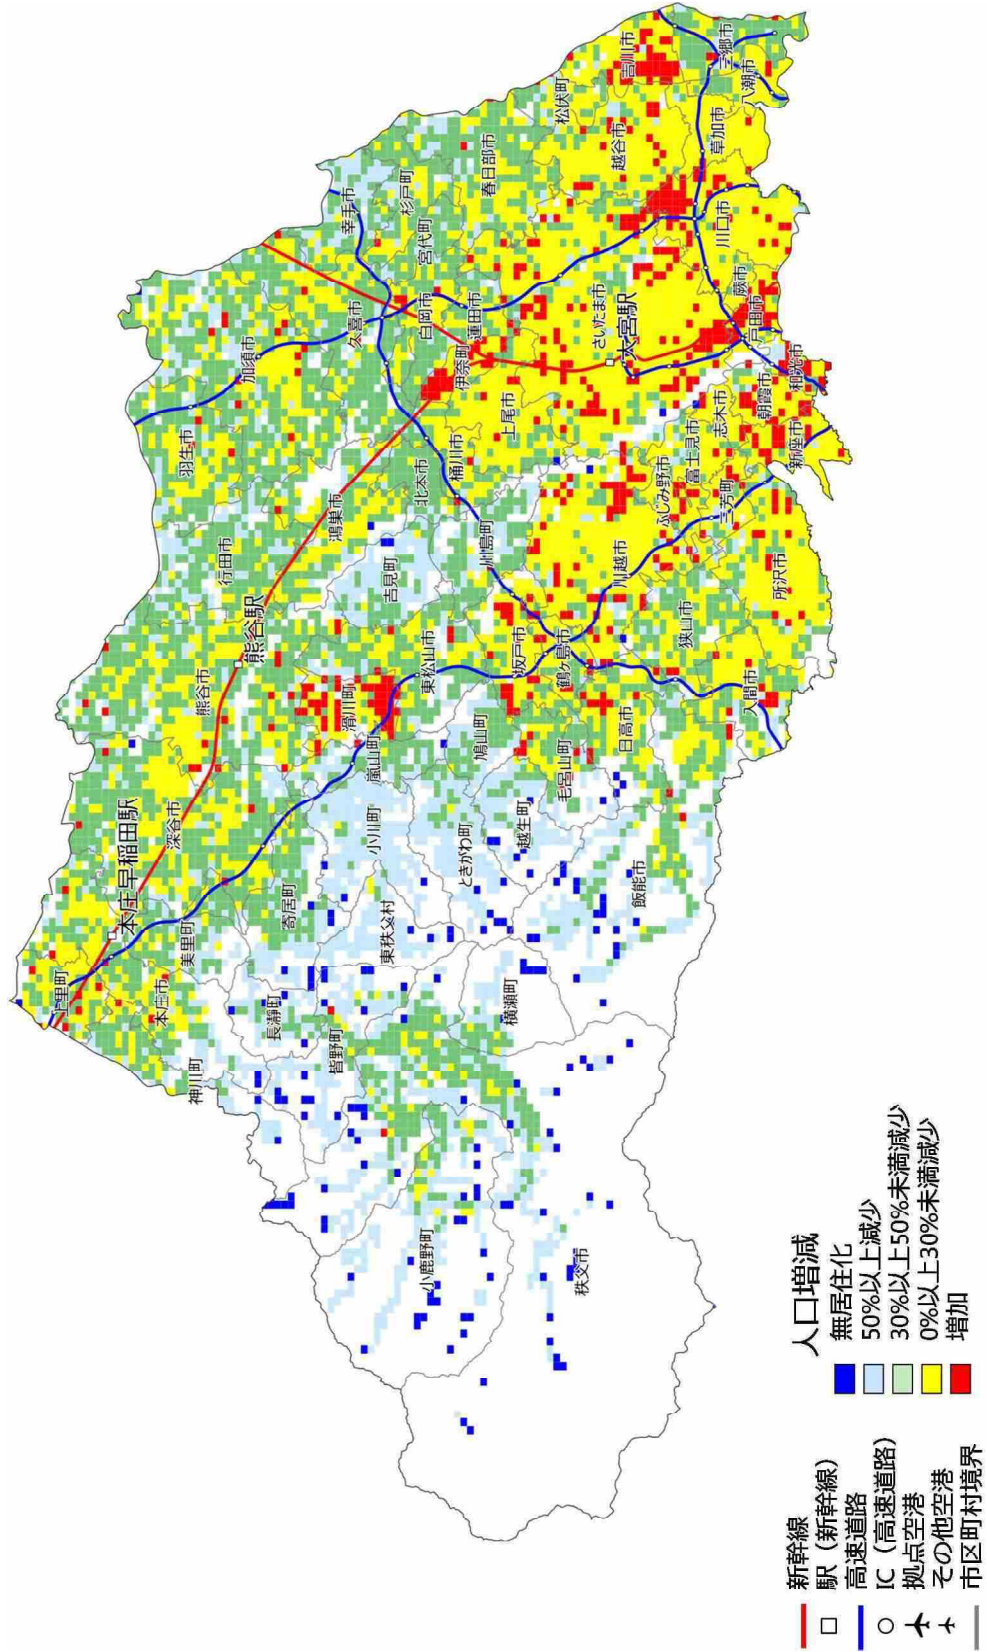 上里町
本庄早稲田駅
本庄市
神川町
美里町
深谷市
熊谷市
熊谷駅
行田市
羽生市
加須市
寄居町
長瀞町
皆野町
小鹿野町
秩父市
横瀬町
東秩父村
小川町
嵐山町
滑川町
ときがわ町
鳩山町
越生町
毛呂山町
東松山市
吉見町
鴻巣市
北本市
桶川市
川島町
久喜市
幸手市
杉戸町
宮代町
白岡市
蓮田市
伊奈町
上尾市
春日部市
松伏町
吉川市
越谷市
さいたま市
大宮駅
草加市
三郷市
八潮市
川口市
蕨市
戸田市
和光市
朝霞市
新座市
志木市
富士見市
ふじみ野市
三芳町
川越市
坂戸市
鶴ヶ島市
日高市
飯能市
狭山市
入間市
所沢市
新幹線
駅（新幹線）
高速道路
IC（高速道路）
拠点空港
その他空港
市区町村境界
人口増減
無居住化
50%以上減少
30%以上50%未満減少
0%以上30%未満減少
増加